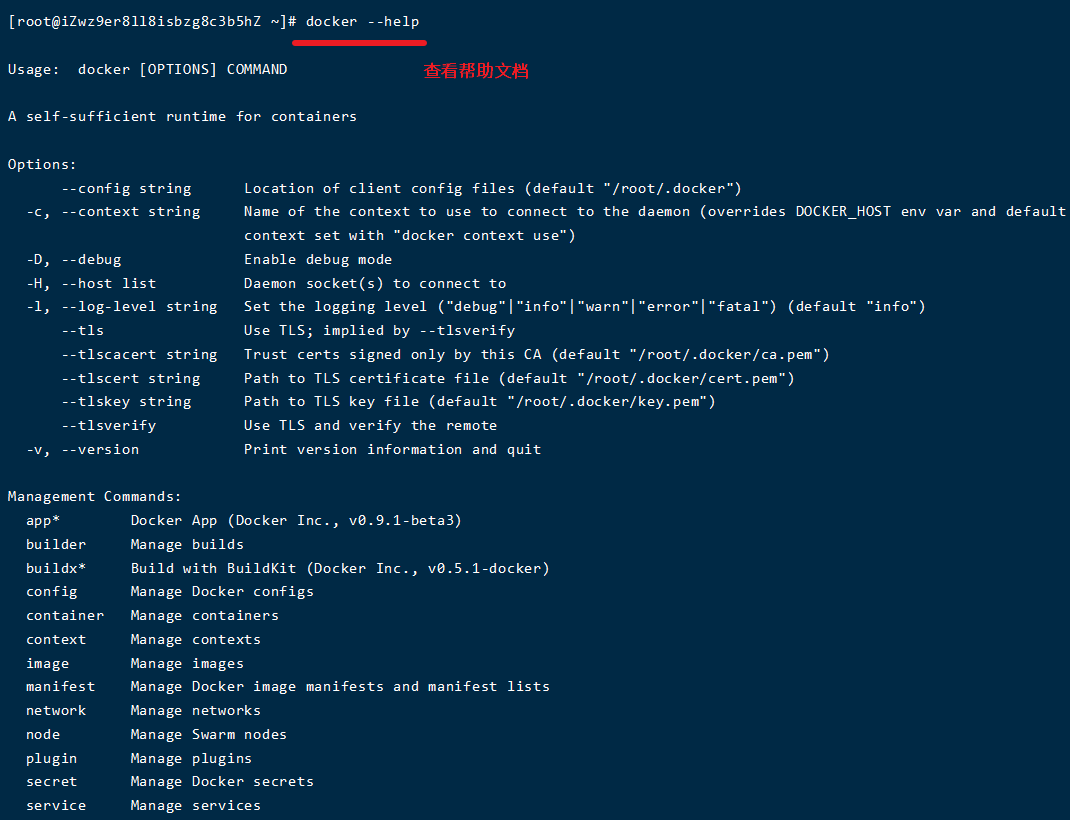 [root@iZwz9er8ll8isbzg8c3b5hZ ~]# docker --help
Usage:  docker [OPTIONS] COMMAND
查看帮助文档
A self-sufficient runtime for containers
Options:
      --config string      Location of client config files (default "/root/.docker")
  -c, --context string     Name of the context to use to connect to the daemon (overrides DOCKER_HOST env var and default
                           context set with "docker context use")
  -D, --debug              Enable debug mode
  -H, --host list          Daemon socket(s) to connect to
  -l, --log-level string   Set the logging level ("debug"|"info"|"warn"|"error"|"fatal") (default "info")
      --tls                Use TLS; implied by --tlsverify
      --tlscacert string   Trust certs signed only by this CA (default "/root/.docker/ca.pem")
      --tlscert string     Path to TLS certificate file (default "/root/.docker/cert.pem")
      --tlskey string      Path to TLS key file (default "/root/.docker/key.pem")
      --tlsverify          Use TLS and verify the remote
  -v, --version            Print version information and quit
Management Commands:
  app*        Docker App (Docker Inc., v0.9.1-beta3)
  builder     Manage builds
  buildx*     Build with BuildKit (Docker Inc., v0.5.1-docker)
  config      Manage Docker configs
  container   Manage containers
  context     Manage contexts
  image       Manage images
  manifest    Manage Docker image manifests and manifest lists
  network     Manage networks
  node        Manage Swarm nodes
  plugin      Manage plugins
  secret      Manage Docker secrets
  service     Manage services